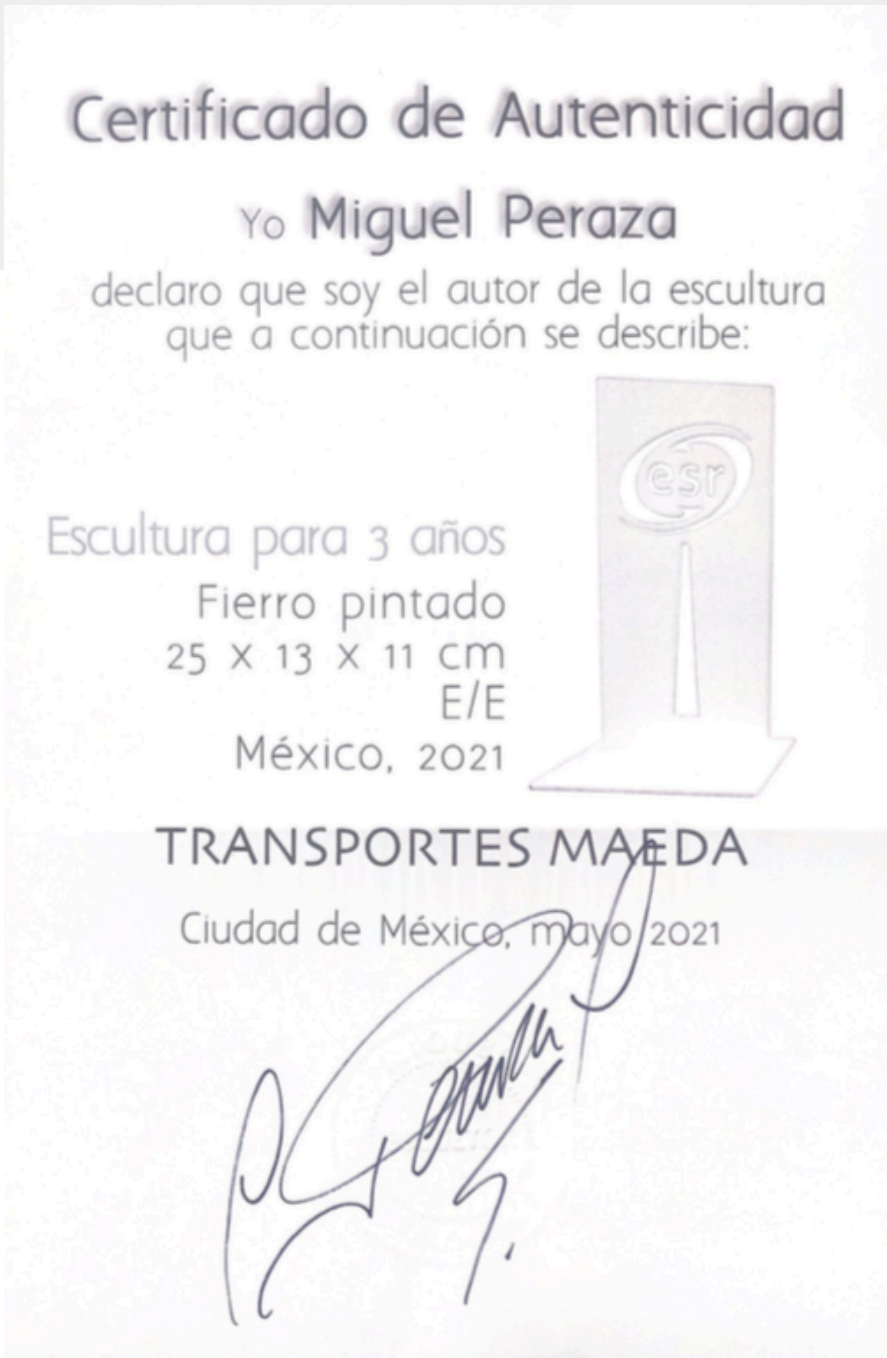 Certificado de Autenticidad
Yo Miguel Peraza
declaro que soy el autor de la escultura
que a continuación se describe:
esr
Escultura para 3 años
Fierro pintado
25 X 13 X 11 cm
E/E
México, 2021
TRANSPORTES MAEDA
Ciudad de México, mayo 2021